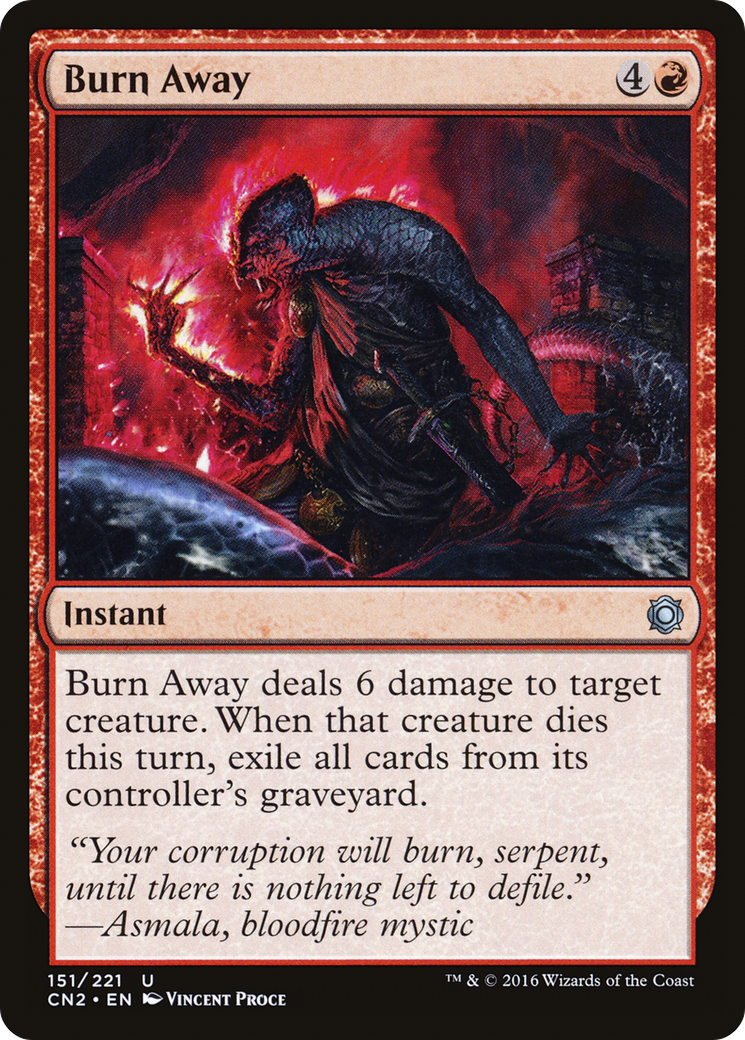 Burn Away
4
Instant
Burn Away deals 6 damage to target
creature. When that creature dies
this turn, exile all cards from its
controller’s graveyard.
“Your corruption will burn, serpent,
until there is nothing left to defile.”
—Asmala, bloodfire mystic
151/221 U
™ & © 2016 Wizards of the Coast
CN2 • EN Vincent Proce